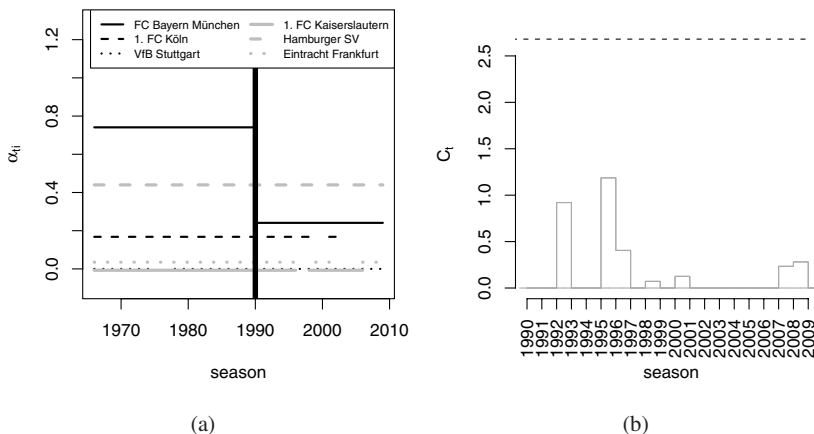 FC Bayern München
1. FC Köln
VfB Stuttgart
1. FC Kaiserslautern
Hamburger SV
Eintracht Frankfurt
αti
1.2
0.8
0.4
0.0
1970 1980 1990 2000 2010
season
(a)
Ct
2.5
2.0
1.5
1.0
0.5
0.0
1990 1991 1992 1993 1994 1995 1996 1997 1998 1999 2000 2001 2002 2003 2004 2005 2006 2007 2008 2009
season
(b)